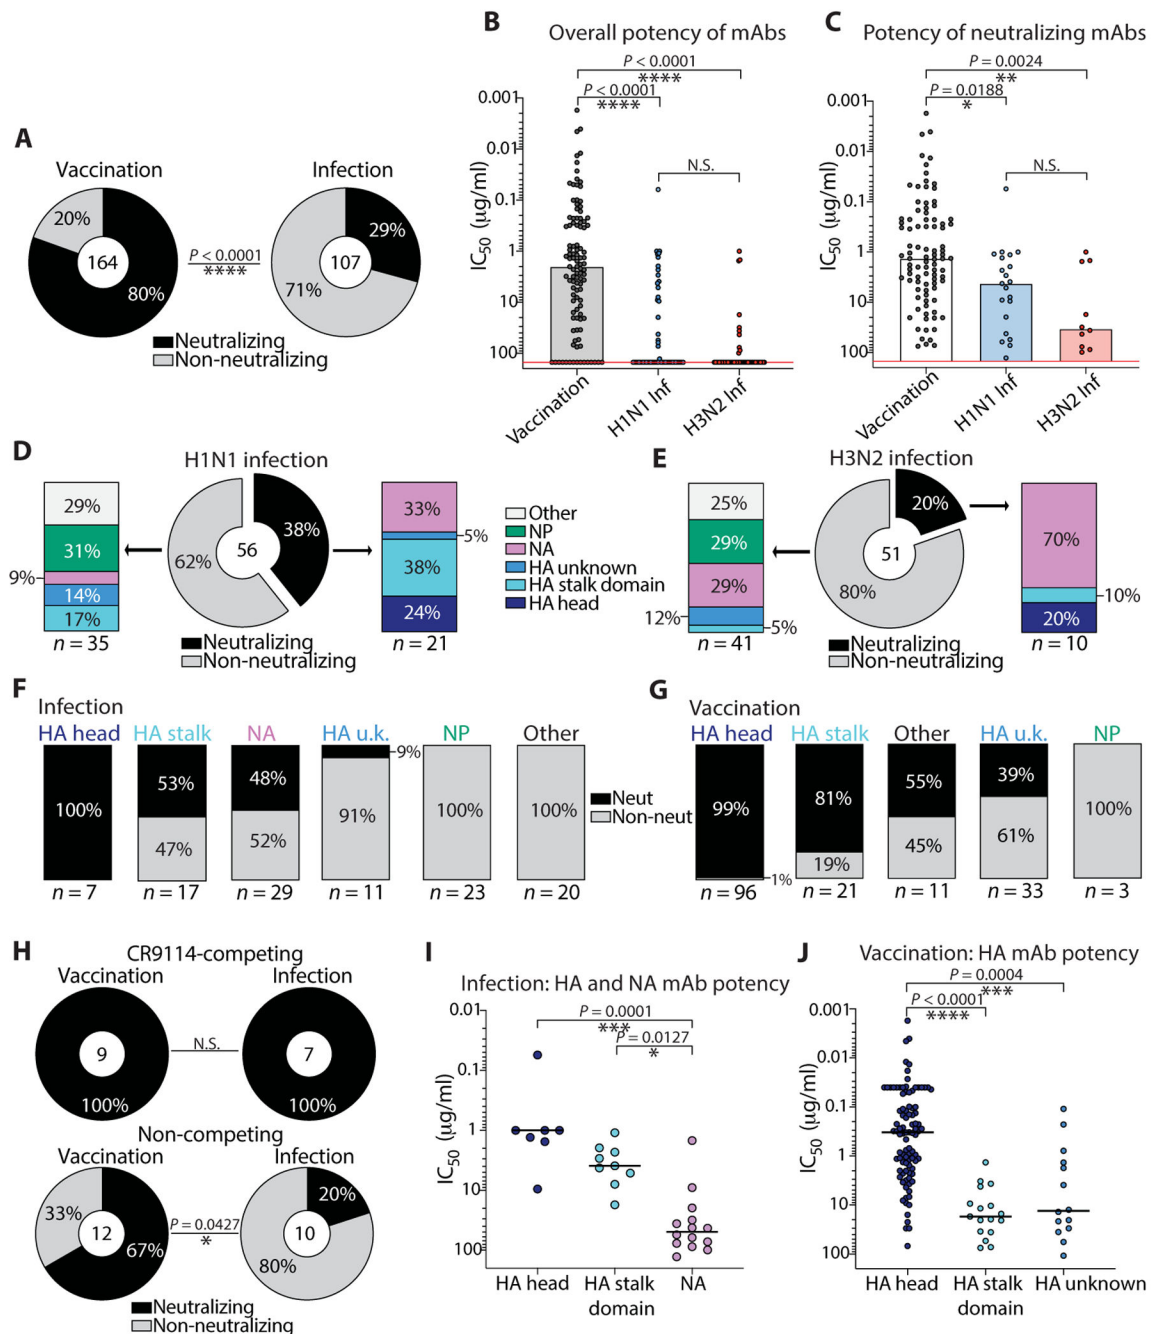 A
Vaccination
Infection
20%
164
80%
P < 0.0001
****
29%
107
71%
Neutralizing
Non-neutralizing
B
Overall potency of mAbs
P < 0.0001
****
P < 0.0001
****
N.S.
IC50 (μg/ml)
0.001
0.01
0.1
1
10
100
Vaccination
H1N1 Inf
H3N2 Inf
C
Potency of neutralizing mAbs
P = 0.0024
**
P = 0.0188
*
N.S.
IC50 (μg/ml)
0.001
0.01
0.1
1
10
100
Vaccination
H1N1 Inf
H3N2 Inf
D
H1N1 infection
29%
31%
9%
14%
17%
n = 35
38%
56
62%
Neutralizing
Non-neutralizing
33%
5%
38%
24%
n = 21
Other
NP
NA
HA unknown
HA stalk domain
HA head
E
H3N2 infection
25%
29%
29%
12%
5%
n = 41
20%
51
80%
Neutralizing
Non-neutralizing
70%
10%
20%
n = 10
F
Infection
HA head
HA stalk
NA
HA u.k.
NP
Other
100%
53%
47%
48%
52%
9%
91%
100%
100%
n = 7
n = 17
n = 29
n = 11
n = 23
n = 20
Neut
Non-neut
G
Vaccination
HA head
HA stalk
Other
HA u.k.
NP
99%
1%
81%
19%
55%
45%
39%
61%
100%
n = 96
n = 21
n = 11
n = 33
n = 3
H
CR9114-competing
Vaccination
Infection
9
100%
N.S.
7
100%
Non-competing
Vaccination
Infection
33%
12
67%
P = 0.0427
*
20%
10
80%
Neutralizing
Non-neutralizing
I
Infection: HA and NA mAb potency
P = 0.0001
***
P = 0.0127
*
IC50 (μg/ml)
0.01
0.1
1
10
100
HA head
HA stalk
domain
NA
J
Vaccination: HA mAb potency
P = 0.0004
***
P < 0.0001
****
IC50 (μg/ml)
0.001
0.01
0.1
1
10
100
HA head
HA stalk
domain
HA unknown